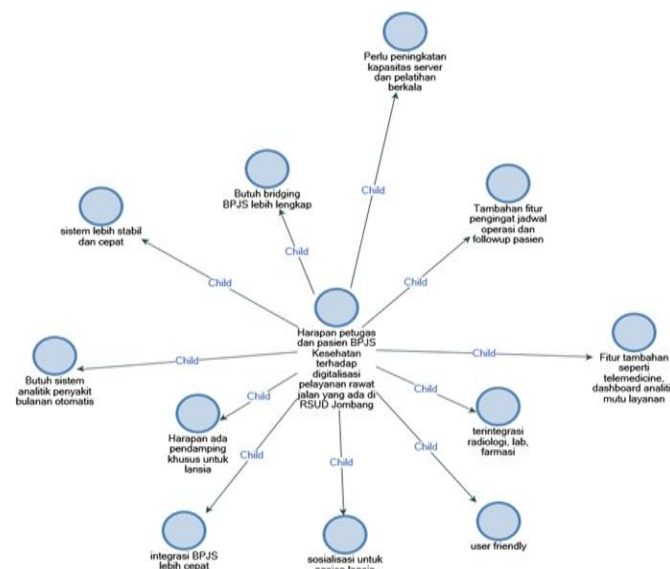 Perlu peningkatan
kapasitas server
dan pelatihan
berkala
Child
Butuh bridging
BPJS lebih lengkap
Child
Tambahan fitur
pengingat jadwal
operasi dan
followup pasien
Child
sistem lebih stabil
dan cepat
Child
Harapan petugas
dan pasien BPJS
Kesehatan
terhadap
digitalisasi
pelayanan rawat
jalan yang ada di
RSUD Jombang
Child
Fitur tambahan
seperti
telemedicine,
dashboard analiti
mutu layanan
Child
Butuh sistem
analitik penyakit
bulanan otomatis
Child
Harapan ada
pendamping
khusus untuk
lansia
Child
terintegrasi
radiologi, lab,
farmasi
Child
integrasi BPJS
lebih cepat
Child
sosialisasi untuk
Child
user friendly